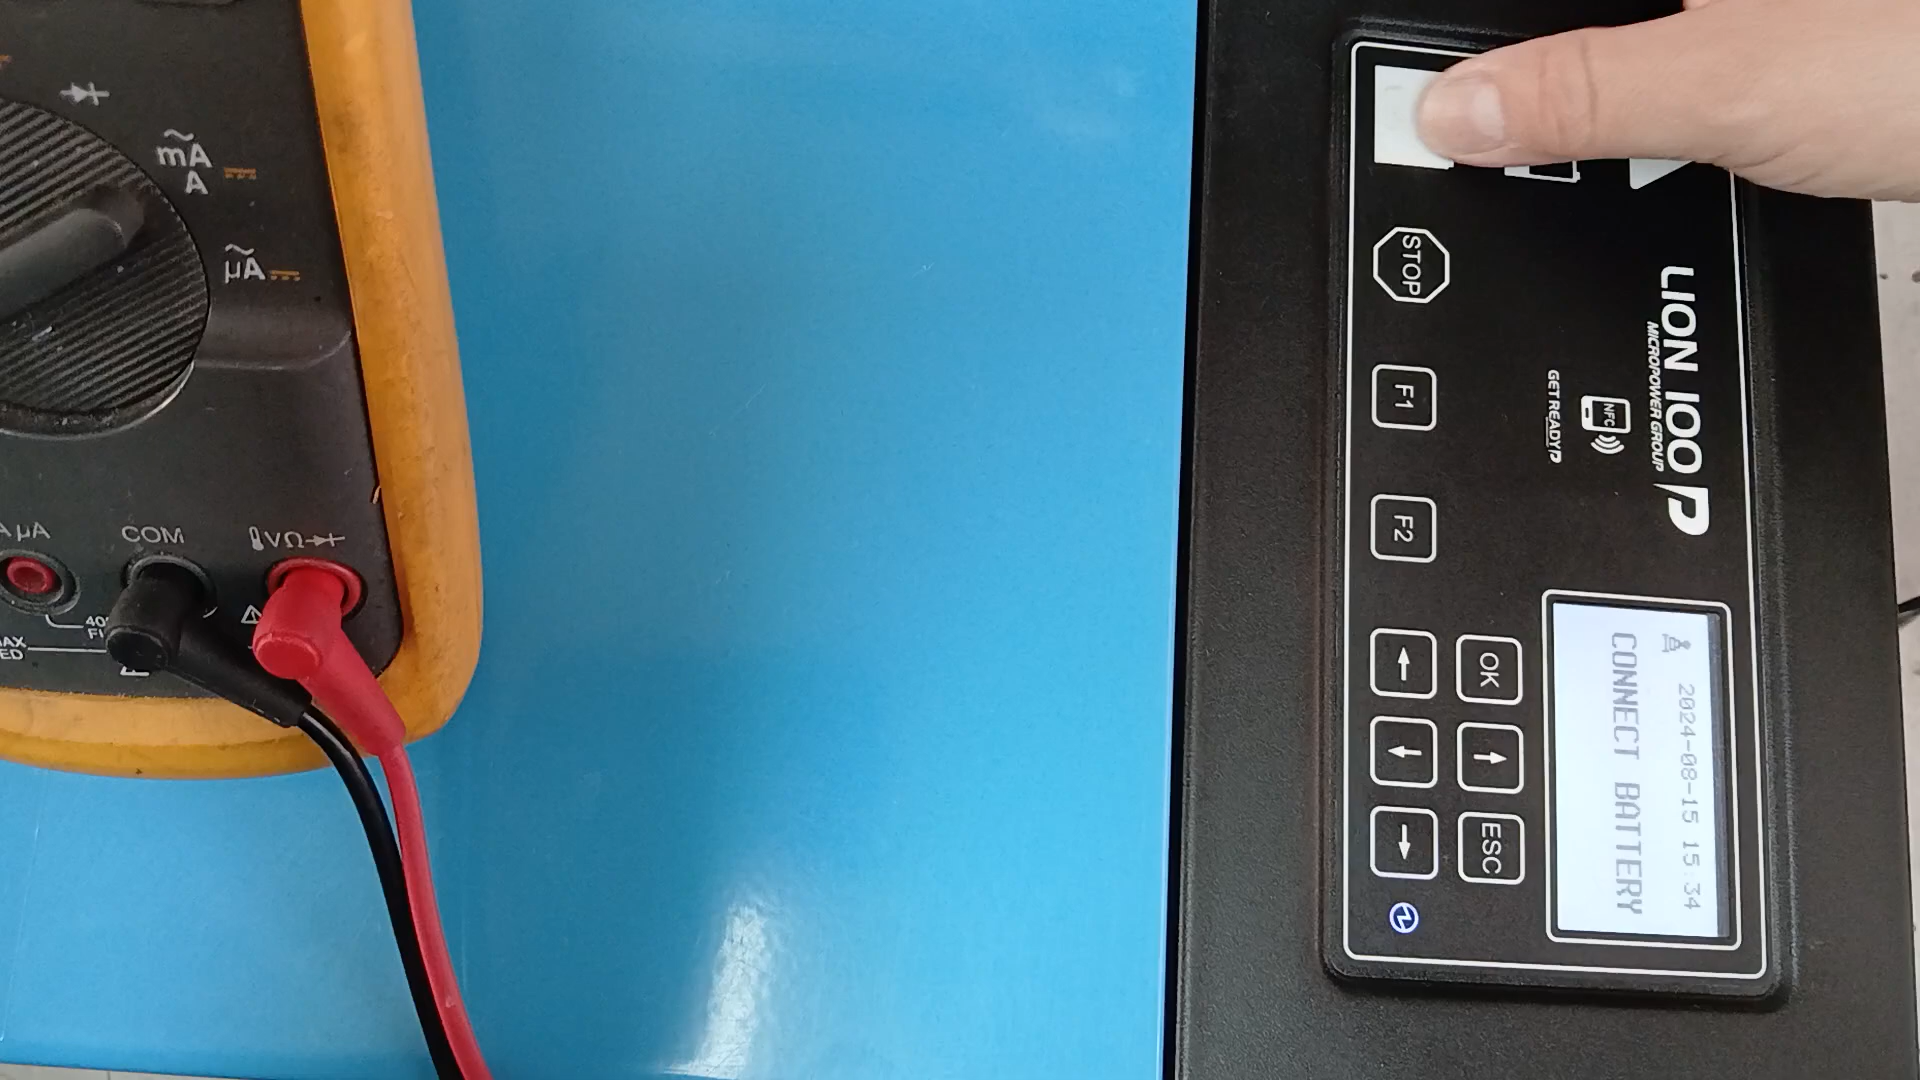 mA
A
µA
µA
COM
VΩ
STOP
F1
F2
LION 100
MICROPOWER GROUP
NFC
GET READY
OK
ESC
2024-08-15 15:34
CONNECT BATTERY